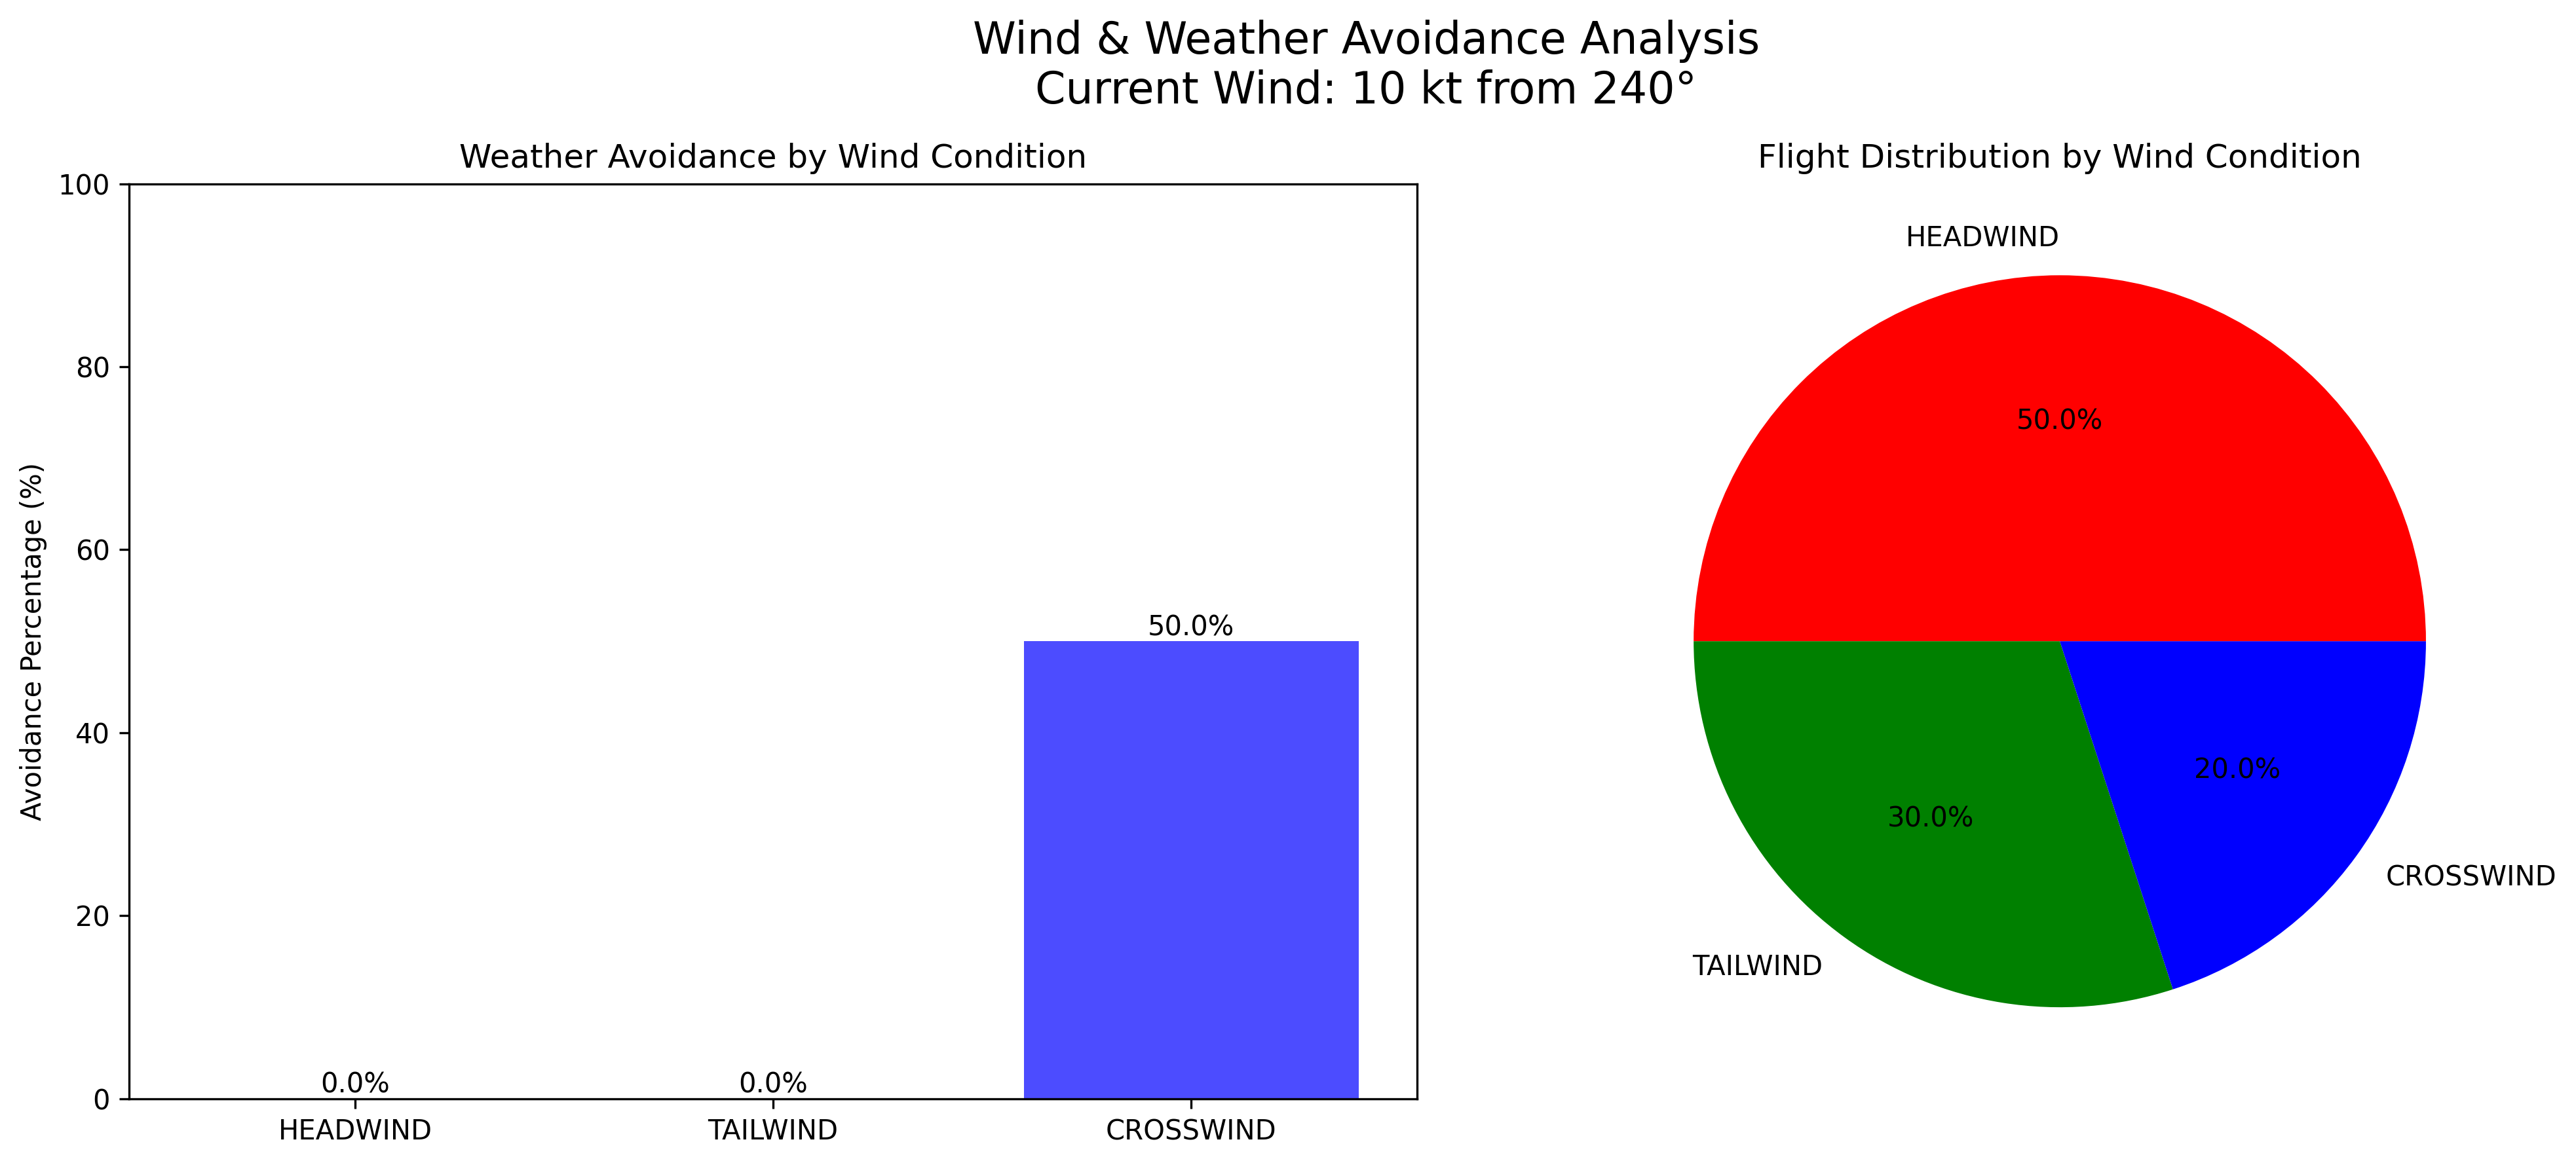 Wind & Weather Avoidance Analysis
Current Wind: 10 kt from 240°
Weather Avoidance by Wind Condition
Avoidance Percentage (%)
100
80
60
40
20
0
0.0%
0.0%
50.0%
HEADWIND
TAILWIND
CROSSWIND
Flight Distribution by Wind Condition
HEADWIND
50.0%
20.0%
30.0%
CROSSWIND
TAILWIND